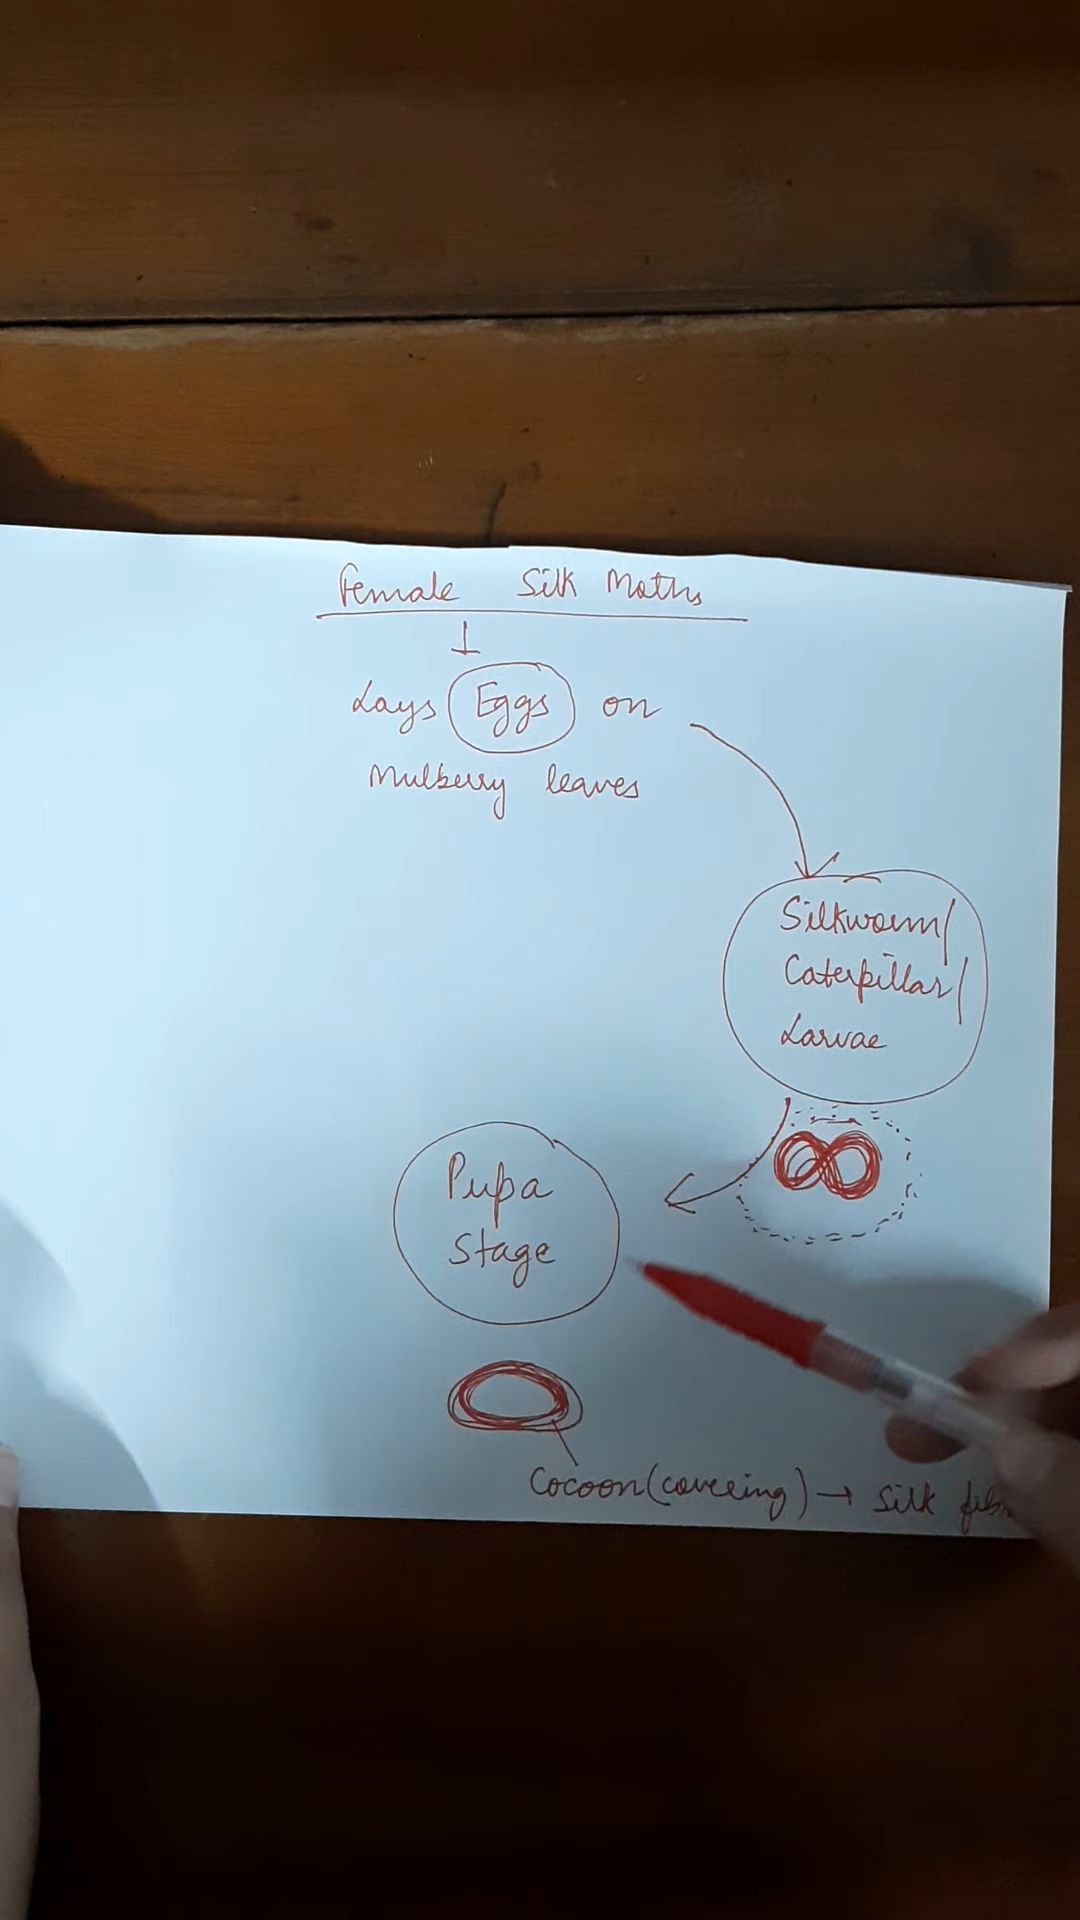 Female Silk Moths
Lays Eggs on
Mulberry leaves
Silkworm/
Caterpillar/
Larvae
Pupa
Stage
Cocoon (covering) → Silk